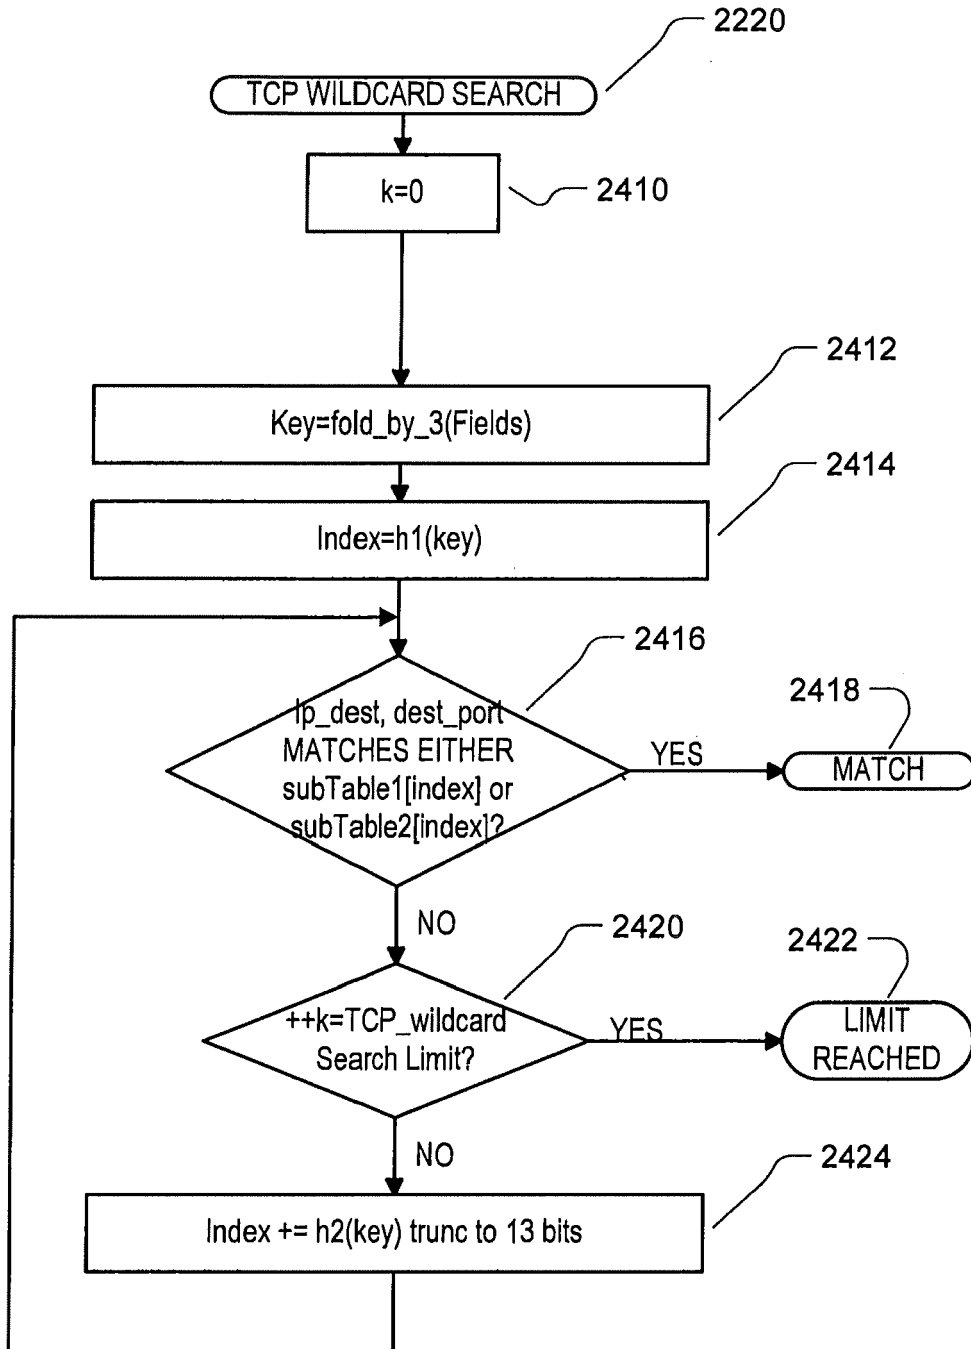 2220
TCP WILDCARD SEARCH
k=0
2410
2412
Key=fold_by_3(Fields)
2414
Index=h1(key)
2416
Ip_dest, dest_port
MATCHES EITHER
subTable1[index] or
subTable2[index]?
YES
2418
MATCH
NO
2420
++k=TCP_wildcard
Search Limit?
YES
2422
LIMIT
REACHED
NO
2424
Index += h2(key) trunc to 13 bits